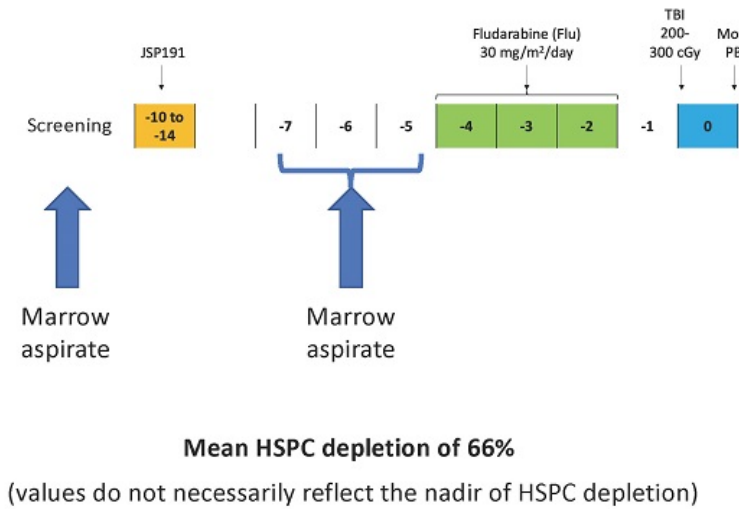 JSP191
Fludarabine (Flu)
30 mg/m²/day
TBI
200-
300 cGy
Screening
-10 to
-14
-7
-6
-5
-4
-3
-2
-1
0
Marrow
aspirate
Marrow
aspirate
Mean HSPC depletion of 66%
(values do not necessarily reflect the nadir of HSPC depletion)